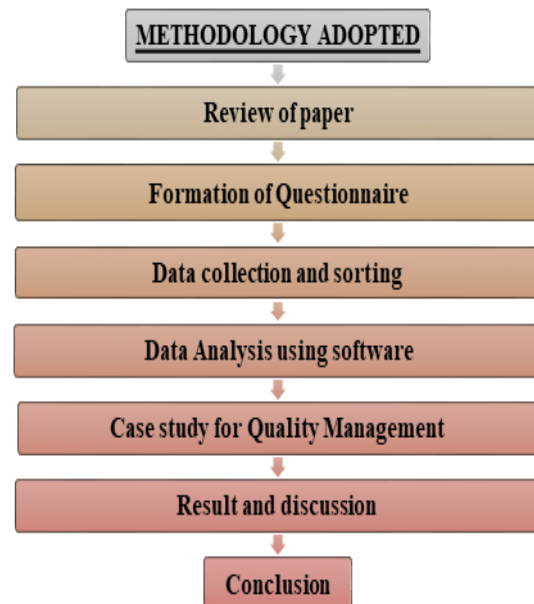 METHODOLOGY ADOPTED
Review of paper
Formation of Questionnaire
Data collection and sorting
Data Analysis using software
Case study for Quality Management
Result and discussion
Conclusion